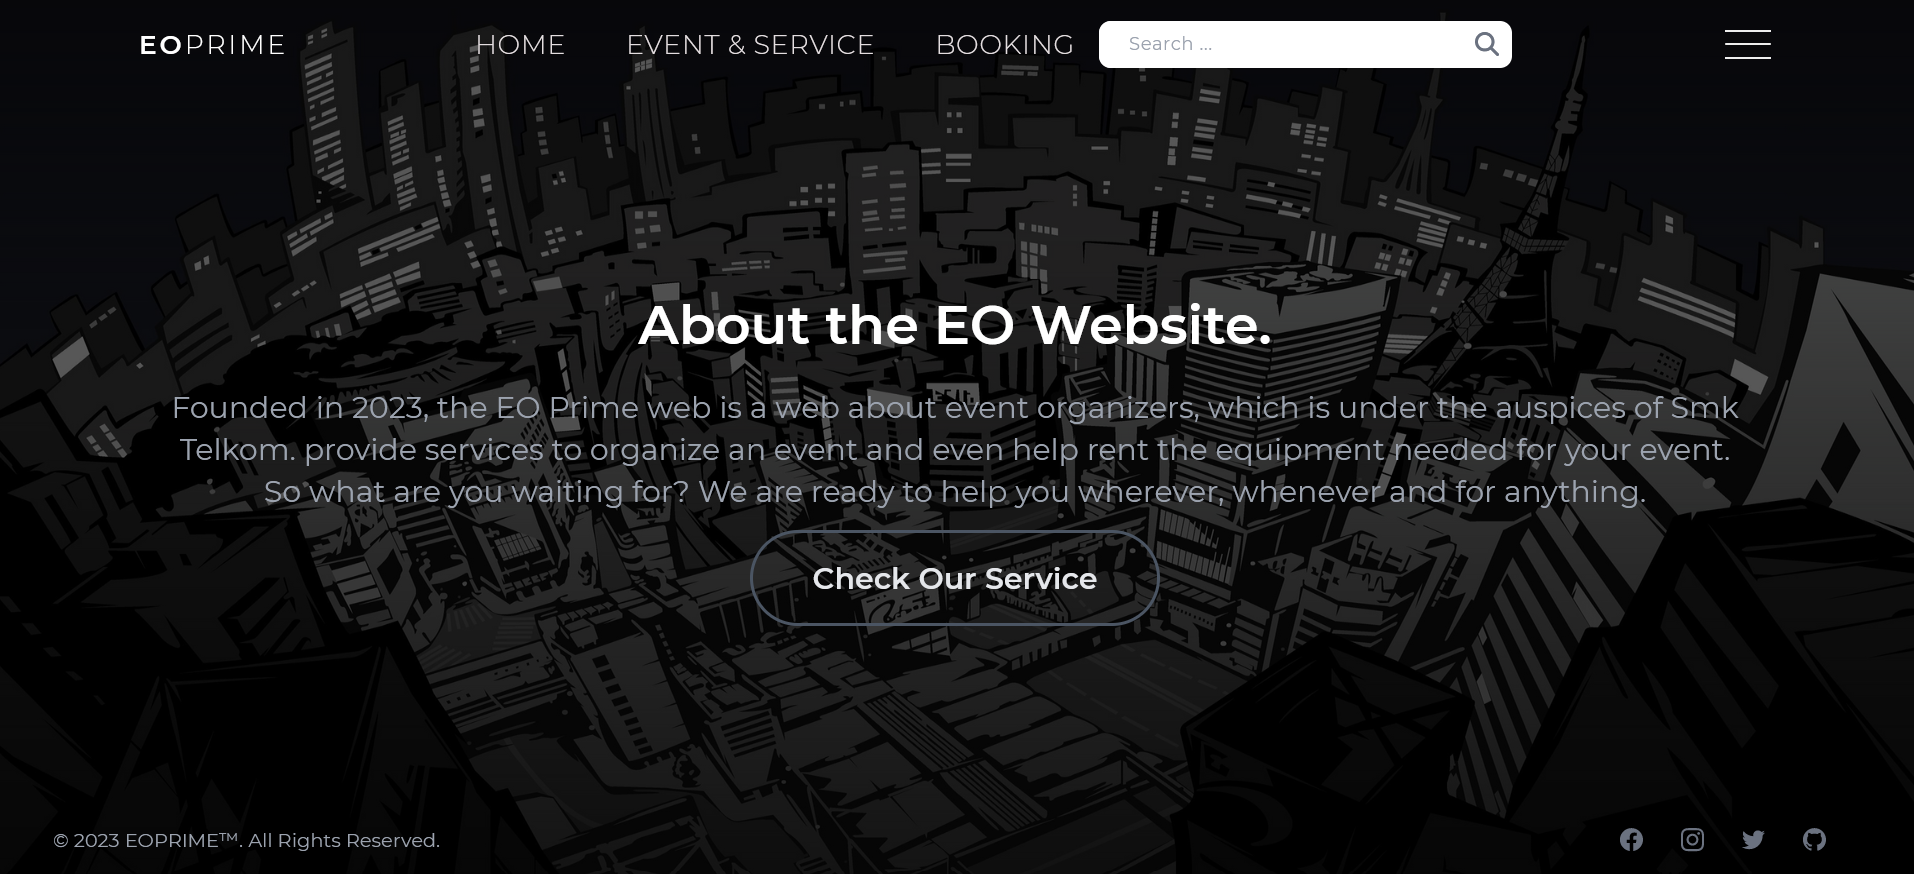 EOPRIME HOME EVENT & SERVICE BOOKING Search ...
About the EO Website.
Founded in 2023, the EO Prime web is a web about event organizers, which is under the auspices of Smk
Telkom. provide services to organize an event and even help rent the equipment needed for your event.
So what are you waiting for? We are ready to help you wherever, whenever and for anything.
Check Our Service
© 2023 EOPRIME™. All Rights Reserved.